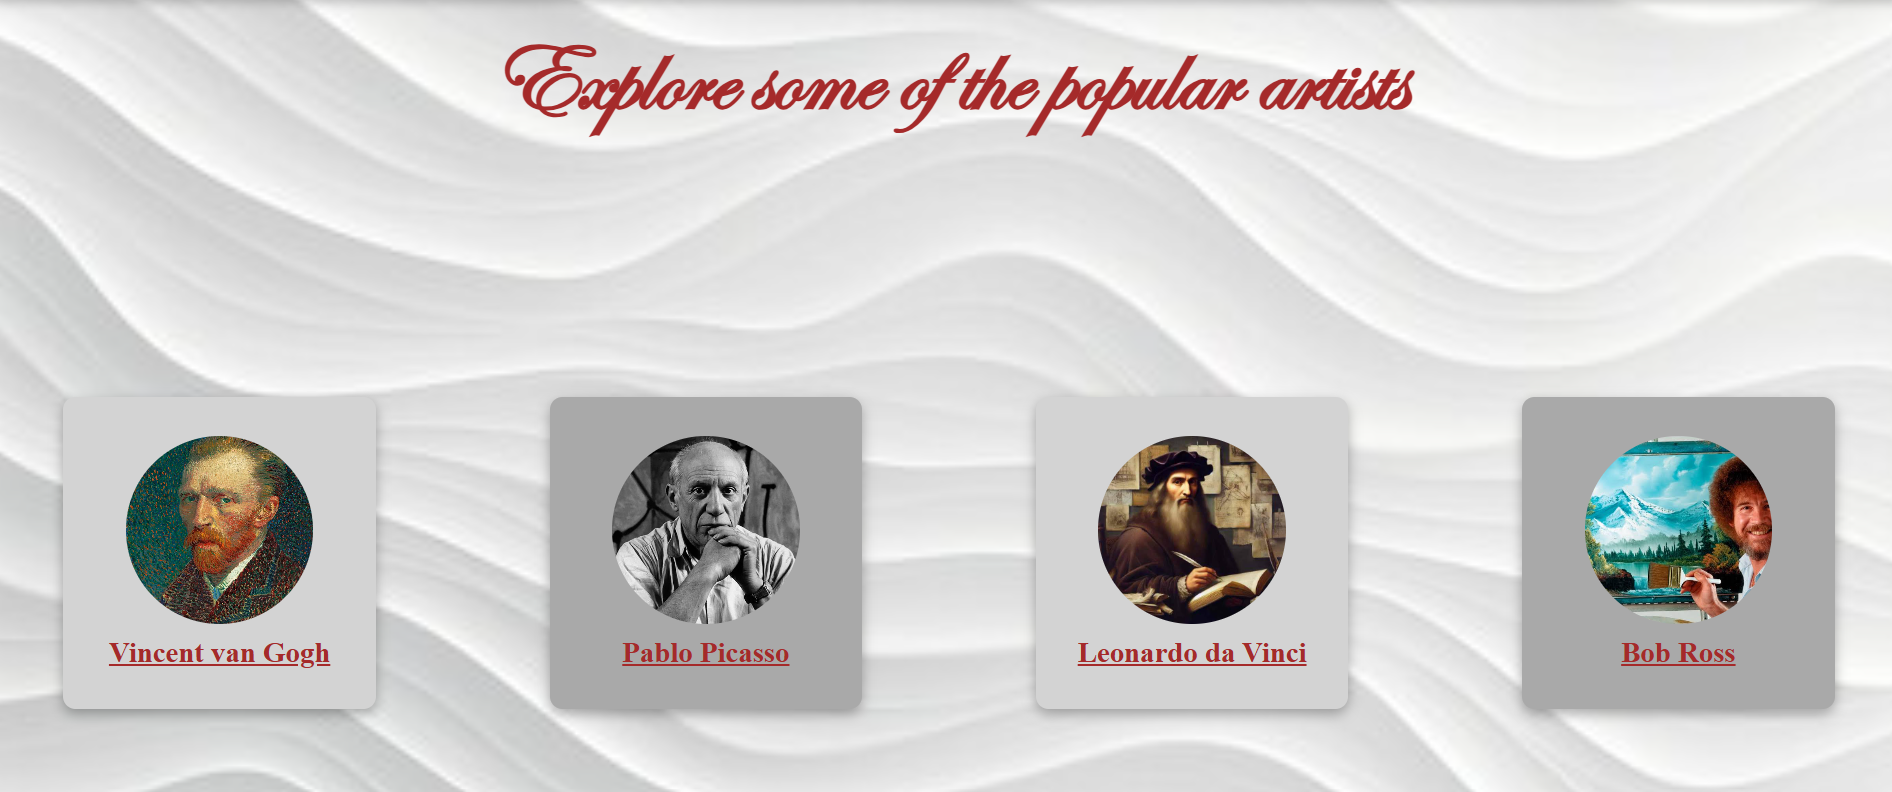 Explore some of the popular artists
Vincent van Gogh
Pablo Picasso
Leonardo da Vinci
Bob Ross